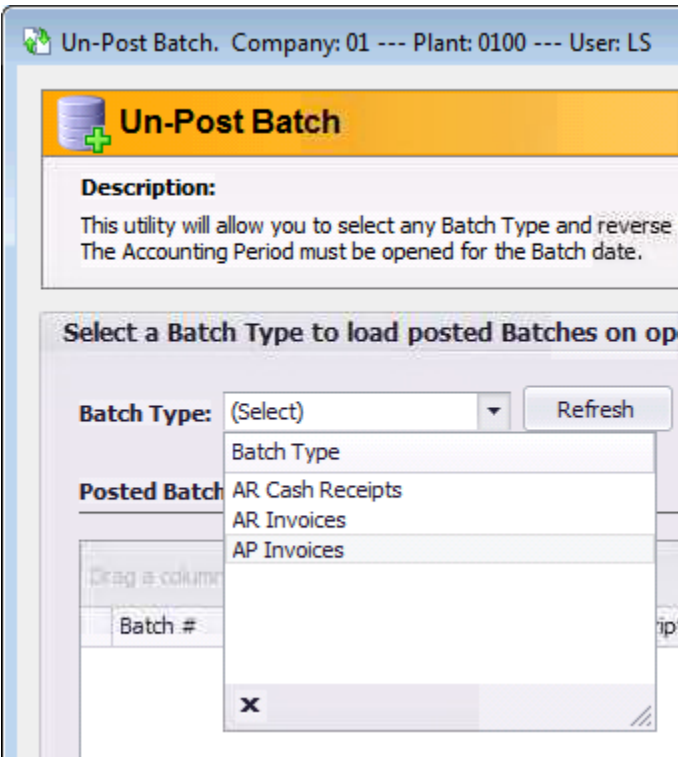 Un-Post Batch. Company: 01 --- Plant: 0100 --- User: LS
Un-Post Batch
Description:
This utility will allow you to select any Batch Type and reverse
The Accounting Period must be opened for the Batch date.
Select a Batch Type to load posted Batches on op
Batch Type: (Select) Refresh
Batch Type
Posted Batch
AR Cash Receipts
AR Invoices
AP Invoices
Drag a column
Batch #
ript